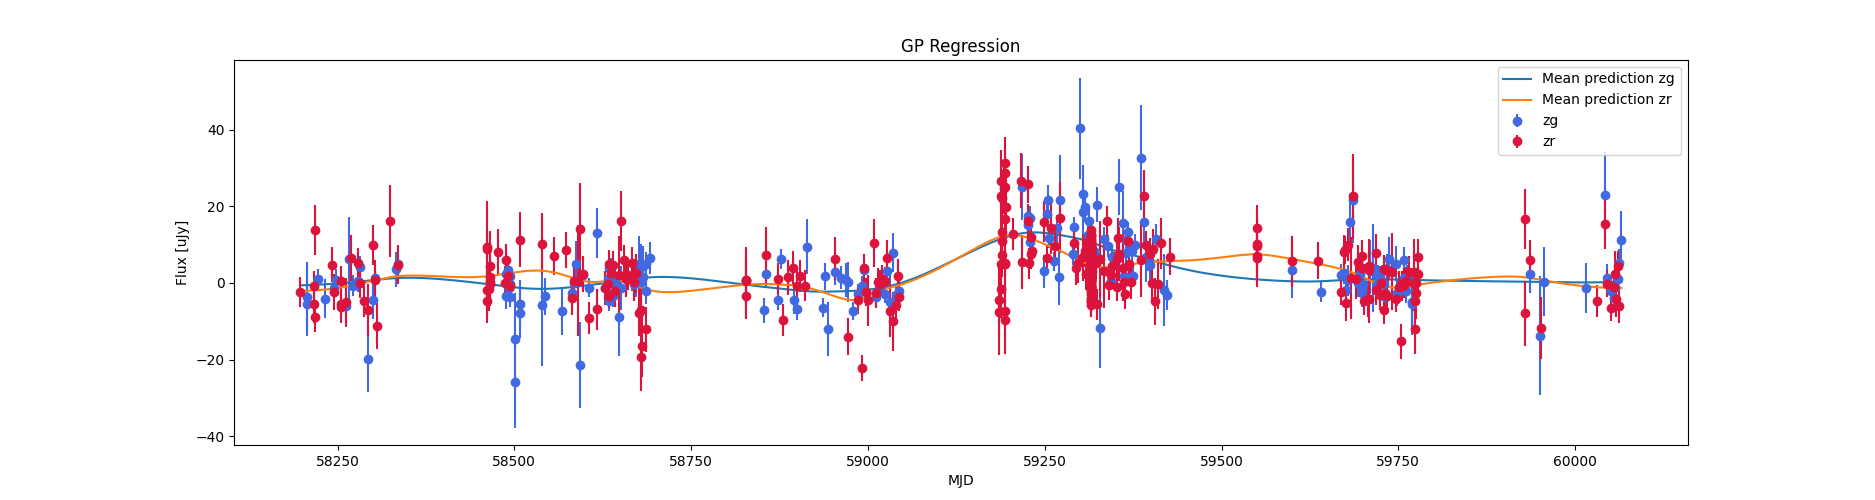 GP Regression
Flux [uJy]
40
20
0
−20
−40
Mean prediction zg
Mean prediction zr
zg
zr
58250 58500 58750 59000 59250 59500 59750 60000
MJD